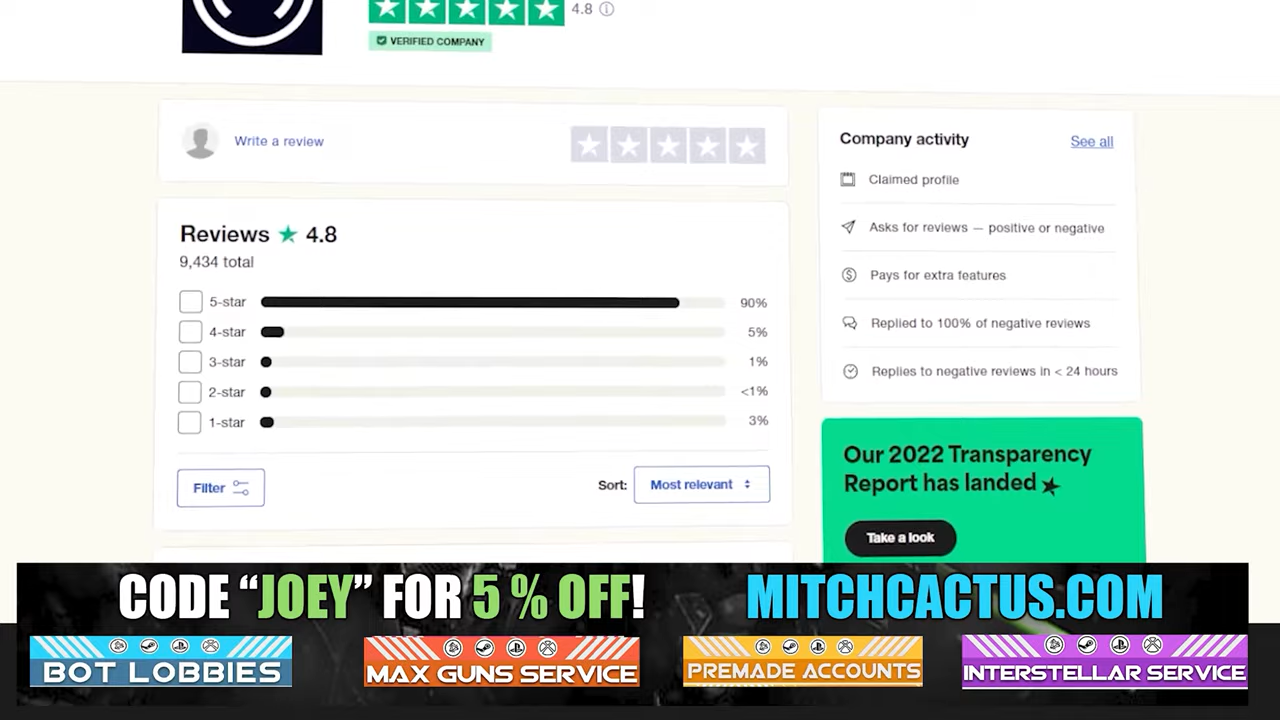 4.8
VERIFIED COMPANY
Write a review
Reviews ★ 4.8
9,434 total
5-star 90%
4-star 5%
3-star 1%
2-star <1%
1-star 3%
Filter
Sort: Most relevant
Company activity See all
Claimed profile
Asks for reviews — positive or negative
Pays for extra features
Replied to 100% of negative reviews
Replies to negative reviews in < 24 hours
Our 2022 Transparency
Report has landed
Take a look
CODE “JOEY” FOR 5 % OFF!
MITCHCACTUS.COM
BOT LOBBIES
MAX GUNS SERVICE
PREMADE ACCOUNTS
INTERSTELLAR SERVICE